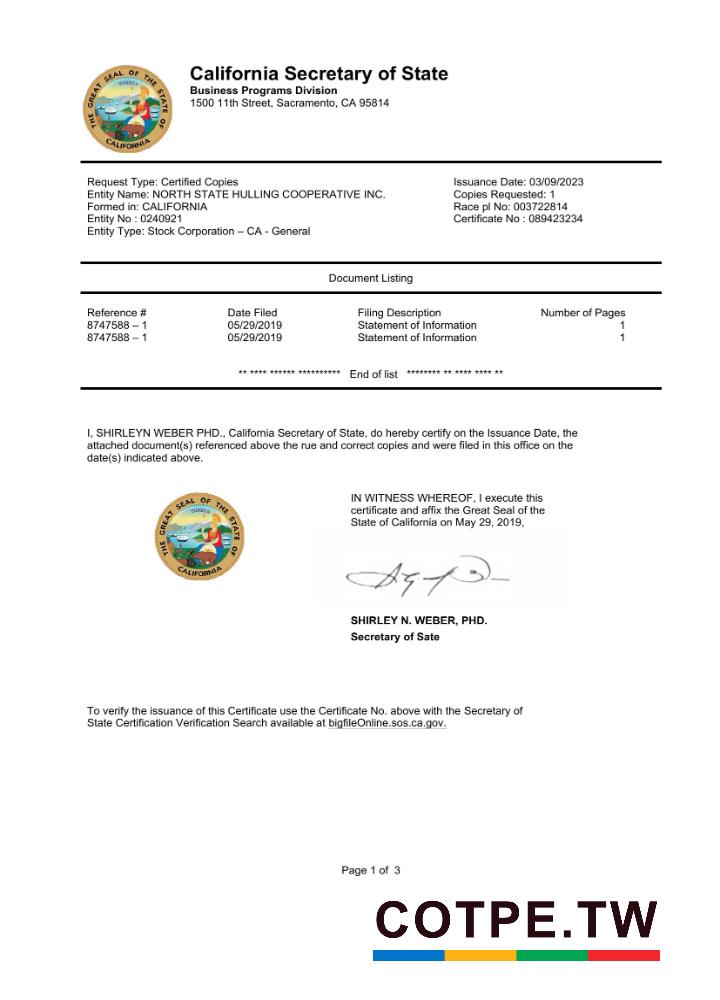 California Secretary of State
Business Programs Division
1500 11th Street, Sacramento, CA 95814
THE GREAT SEAL OF THE STATE OF CALIFORNIA
EUREKA
Request Type: Certified Copies
Entity Name: NORTH STATE HULLING COOPERATIVE INC.
Formed in: CALIFORNIA
Entity No : 0240921
Entity Type: Stock Corporation – CA - General
Issuance Date: 03/09/2023
Copies Requested: 1
Race pl No: 003722814
Certificate No : 089423234
Document Listing
Reference # Date Filed Filing Description Number of Pages
8747588 – 1 05/29/2019 Statement of Information 1
8747588 – 1 05/29/2019 Statement of Information 1
** **** ****** ********** End of list ******** ** **** **** **
I, SHIRLEYN WEBER PHD., California Secretary of State, do hereby certify on the Issuance Date, the
attached document(s) referenced above the rue and correct copies and were filed in this office on the
date(s) indicated above.
THE GREAT SEAL OF THE STATE OF CALIFORNIA
EUREKA
IN WITNESS WHEREOF, I execute this
certificate and affix the Great Seal of the
State of California on May 29, 2019,
SHIRLEY N. WEBER, PHD.
Secretary of Sate
To verify the issuance of this Certificate use the Certificate No. above with the Secretary of
State Certification Verification Search available at bigfileOnline.sos.ca.gov.
Page 1 of 3
COTPE.TW